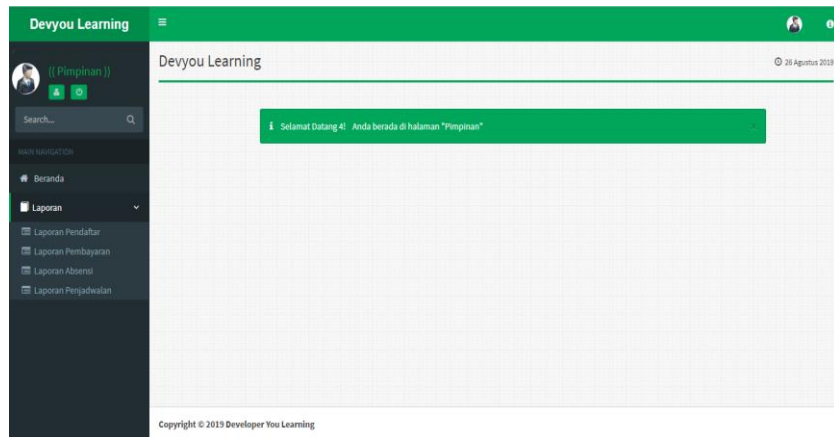 Devyou Learning
{{ Pimpinan }}
Search...
MAIN NAVIGATION
Beranda
Laporan
Laporan Pendaftar
Laporan Pembayaran
Laporan Absensi
Laporan Penjadwalan
Devyou Learning
26 Agustus 2019
Selamat Datang 4! Anda berada di halaman "Pimpinan"
Copyright © 2019 Developer You Learning